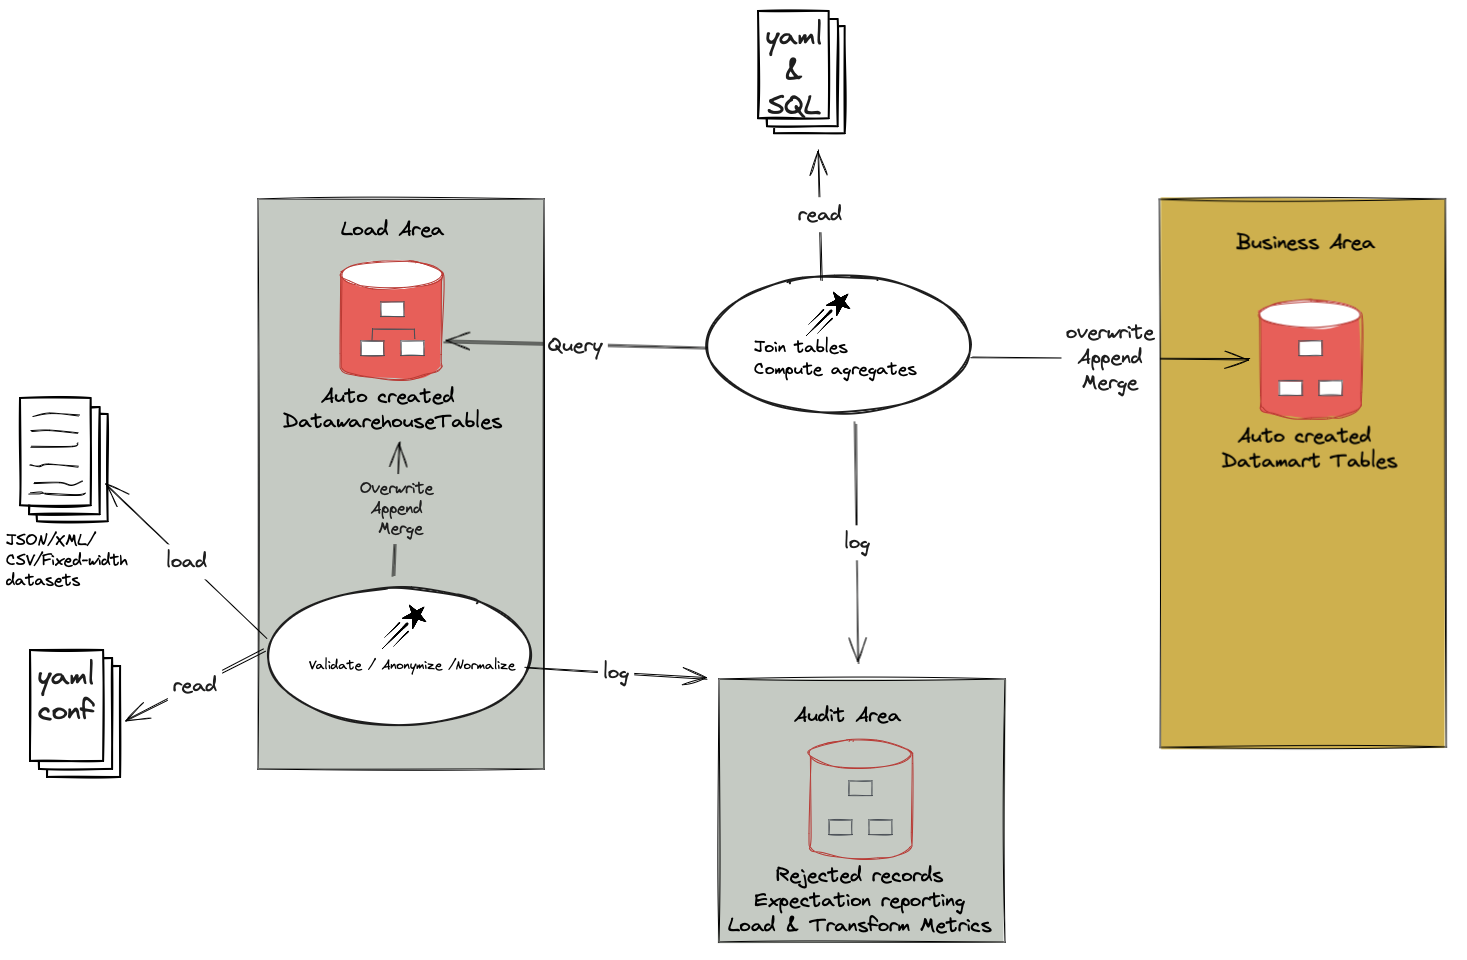 yaml
&
SQL
read
Load Area
Business Area
Query
Join tables
Compute agregates
overwrite
Append
Merge
Auto created
DatawarehouseTables
Auto created
Datamart Tables
Overwrite
Append
Merge
JSON/XML/
CSV/Fixed-width
datasets
load
log
Validate / Anonymize /Normalize
log
yaml
conf
read
Audit Area
Rejected records
Expectation reporting
Load & Transform Metrics